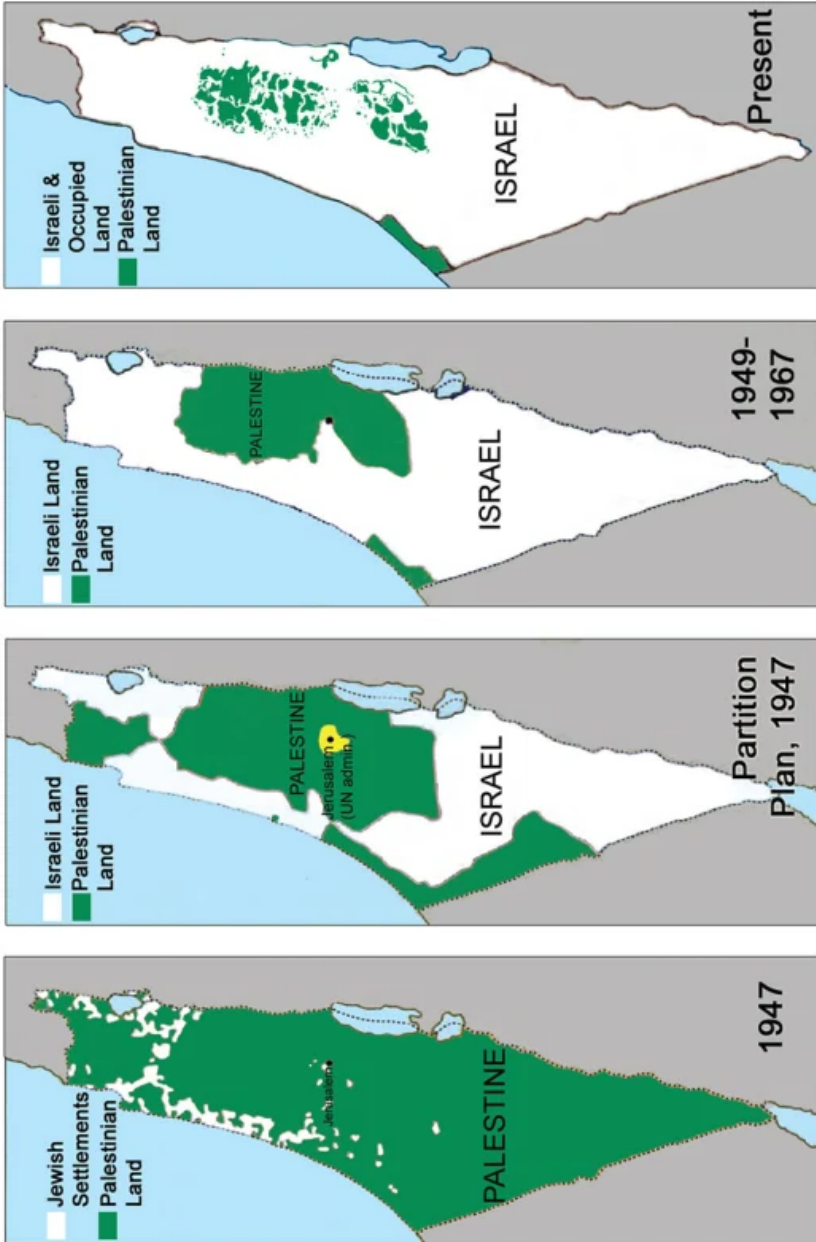 Jewish
Settlements
Palestinian
Land
Jerusalem
PALESTINE
1947
Israeli Land
Palestinian
Land
PALESTINE
Jerusalem
(UN admin.)
ISRAEL
Partition
Plan, 1947
Israeli Land
Palestinian
Land
PALESTINE
ISRAEL
1949-
1967
Israeli &
Occupied
Land
Palestinian
Land
ISRAEL
Present